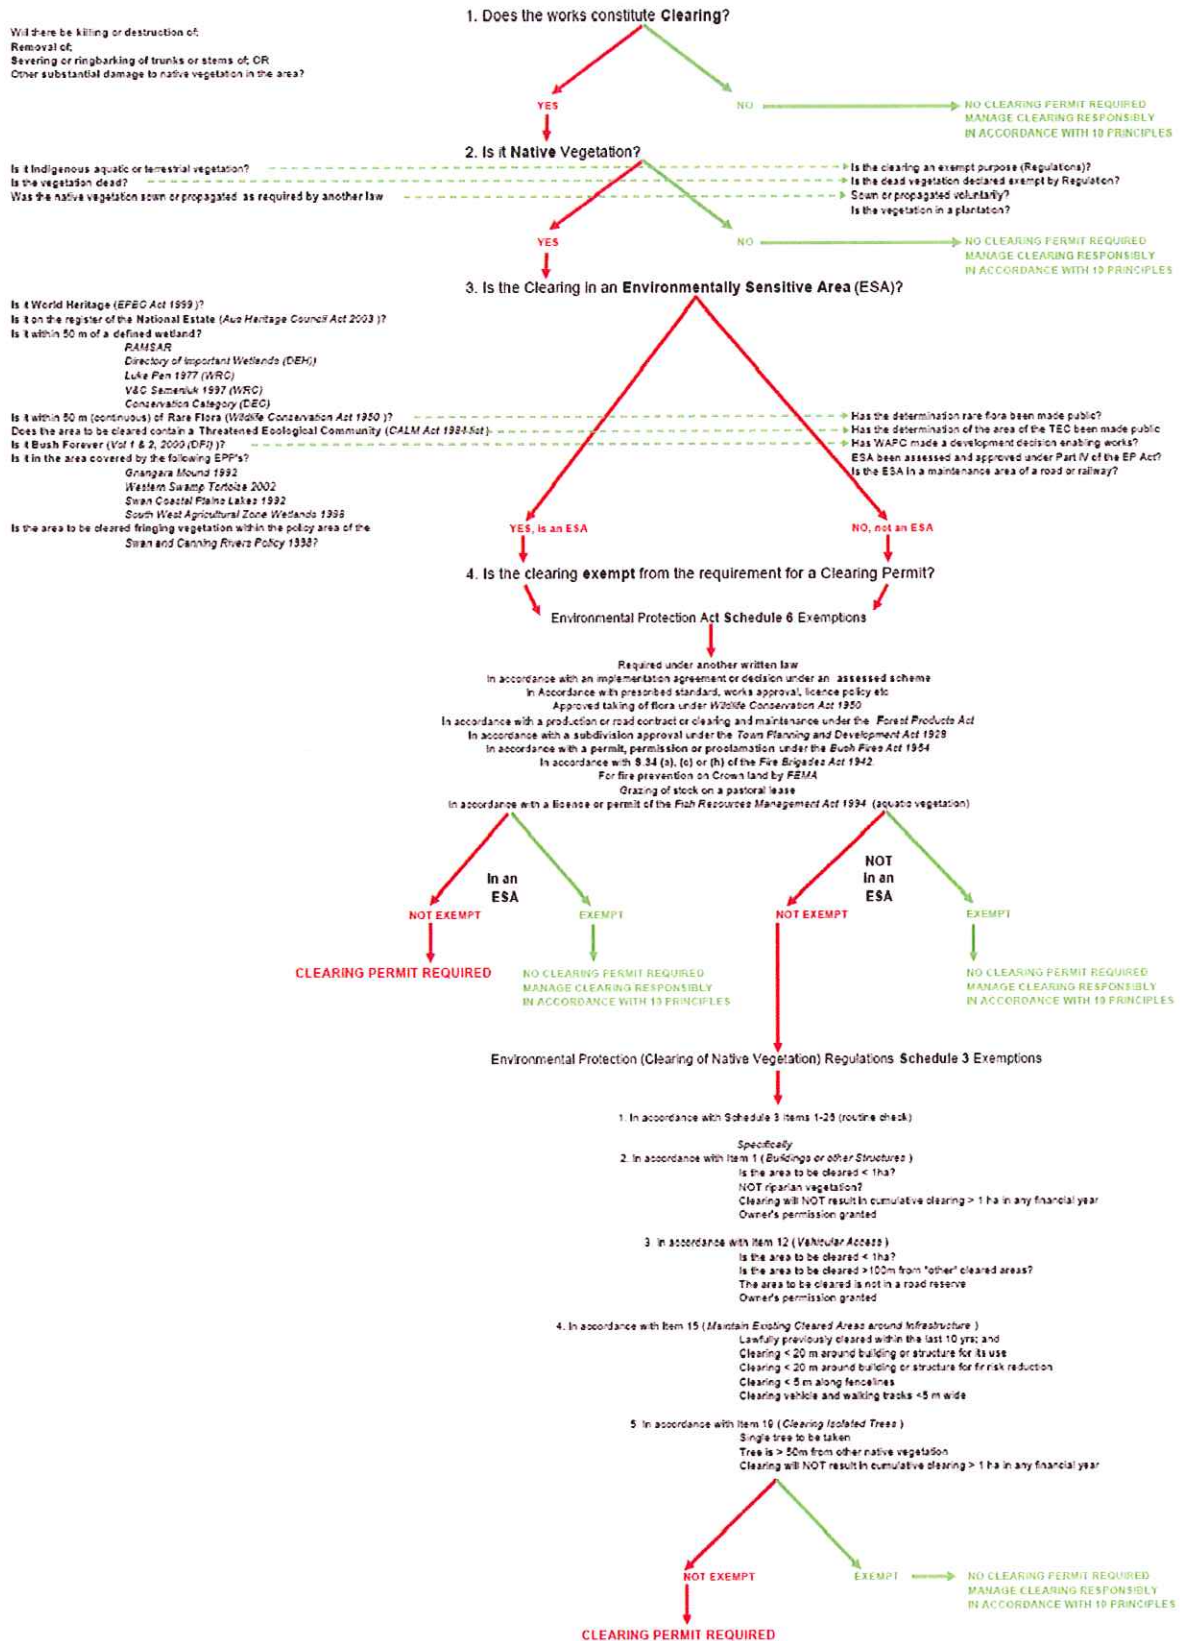 1. Does the works constitute Clearing?
Will there be killing or destruction of;
Removal of;
Severing or ringbarking of trunks or stems of; OR
Other substantial damage to native vegetation in the area?
YES
NO
NO CLEARING PERMIT REQUIRED
MANAGE CLEARING RESPONSIBLY
IN ACCORDANCE WITH 10 PRINCIPLES
2. Is it Native Vegetation?
Is it Indigenous aquatic or terrestrial vegetation?
Is the clearing an exempt purpose (Regulations)?
Is the vegetation dead?
Is the dead vegetation declared exempt by Regulation?
Was the native vegetation sown or propagated as required by another law
Sown or propagated voluntarily?
Is the vegetation in a plantation?
YES
NO
NO CLEARING PERMIT REQUIRED
MANAGE CLEARING RESPONSIBLY
IN ACCORDANCE WITH 10 PRINCIPLES
3. Is the Clearing in an Environmentally Sensitive Area (ESA)?
Is it World Heritage (EPBC Act 1999)?
Is it on the register of the National Estate (Aus Heritage Council Act 2003)?
Is it within 50 m of a defined wetland?
RAMSAR
Directory of Important Wetlands (DEH))
Luke Pen 1977 (WRC)
V&C Semeniuk 1997 (WRC)
Conservation Category (DEC)
Is it within 50 m (continuous) of Rare Flora (Wildlife Conservation Act 1950)?
Has the determination rare flora been made public?
Does the area to be cleared contain a Threatened Ecological Community (CALM Act 1984 list)
Has the determination of the area of the TEC been made public
Is it Bush Forever (Vol 1 & 2, 2000 (DPI))?
Has WAPC made a development decision enabling works?
Is it in the area covered by the following EPP's?
ESA been assessed and approved under Part IV of the EP Act?
Gnangara Mound 1992
Is the ESA in a maintenance area of a road or railway?
Western Swamp Tortoise 2002
Swan Coastal Plains Lakes 1992
South West Agricultural Zone Wetlands 1998
Is the area to be cleared fringing vegetation within the policy area of the
Swan and Canning Rivers Policy 1998?
YES, is an ESA
NO, not an ESA
4. Is the clearing exempt from the requirement for a Clearing Permit?
Environmental Protection Act Schedule 6 Exemptions
Required under another written law
In accordance with an implementation agreement or decision under an assessed scheme
In Accordance with prescribed standard, works approval, licence policy etc
Approved taking of flora under Wildlife Conservation Act 1950
In accordance with a production or road contract or clearing and maintenance under the Forest Products Act
In accordance with a subdivision approval under the Town Planning and Development Act 1928
In accordance with a permit, permission or proclamation under the Bush Fires Act 1954
In accordance with S.34 (a), (c) or (h) of the Fire Brigades Act 1942.
For fire prevention on Crown land by FEMA
Grazing of stock on a pastoral lease
In accordance with a licence or permit of the Fish Resources Management Act 1994 (aquatic vegetation)
In an
ESA
NOT
in an
ESA
NOT EXEMPT
EXEMPT
NOT EXEMPT
EXEMPT
CLEARING PERMIT REQUIRED
NO CLEARING PERMIT REQUIRED
MANAGE CLEARING RESPONSIBLY
IN ACCORDANCE WITH 10 PRINCIPLES
NO CLEARING PERMIT REQUIRED
MANAGE CLEARING RESPONSIBLY
IN ACCORDANCE WITH 10 PRINCIPLES
Environmental Protection (Clearing of Native Vegetation) Regulations Schedule 3 Exemptions
1. In accordance with Schedule 3 Items 1-25 (routine check)
Specifically
2. In accordance with Item 1 (Buildings or other Structures)
Is the area to be cleared < 1ha?
NOT riparian vegetation?
Clearing will NOT result in cumulative clearing > 1 ha in any financial year
Owner's permission granted
3. In accordance with Item 12 (Vehicular Access)
Is the area to be cleared < 1ha?
Is the area to be cleared >100m from "other" cleared areas?
The area to be cleared is not in a road reserve
Owner's permission granted
4. In accordance with Item 15 (Maintain Existing Cleared Areas around Infrastructure)
Lawfully previously cleared within the last 10 yrs; and
Clearing < 20 m around building or structure for its use
Clearing < 20 m around building or structure for fir risk reduction
Clearing < 5 m along fencelines
Clearing vehicle and walking tracks <5 m wide
5. In accordance with Item 19 (Clearing Isolated Trees)
Single tree to be taken
Tree is > 50m from other native vegetation
Clearing will NOT result in cumulative clearing > 1 ha in any financial year
NOT EXEMPT
EXEMPT
NO CLEARING PERMIT REQUIRED
MANAGE CLEARING RESPONSIBLY
IN ACCORDANCE WITH 10 PRINCIPLES
CLEARING PERMIT REQUIRED